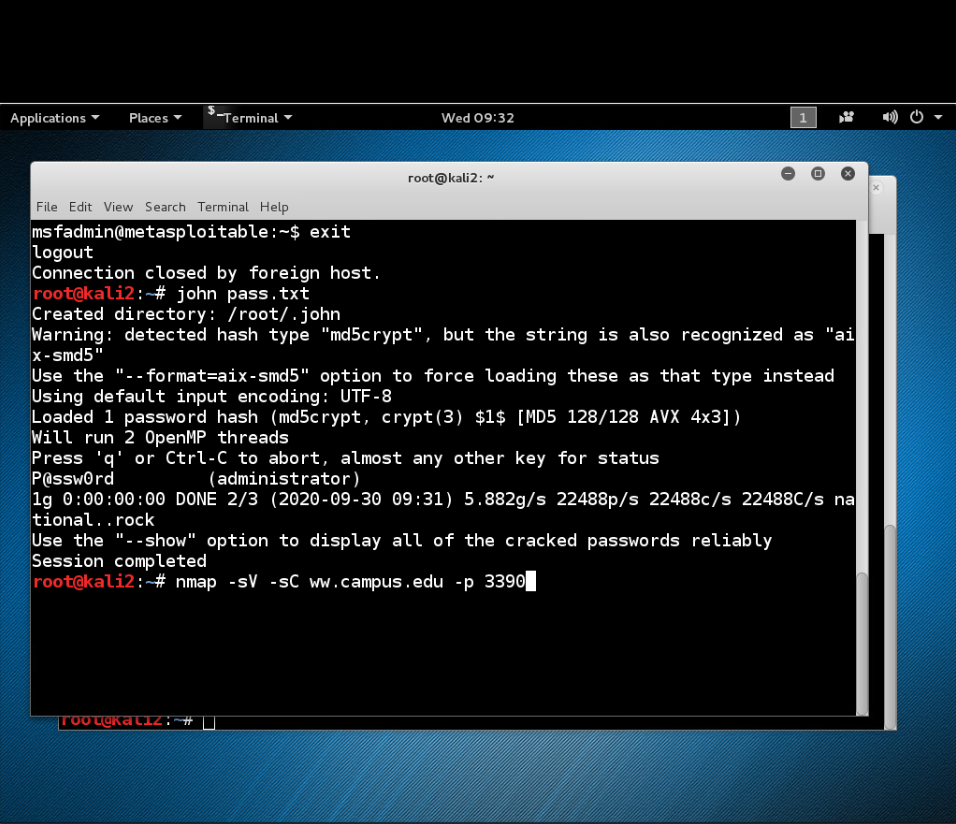 Applications Places $_Terminal Wed 09:32 1
root@kali2: ~
File Edit View Search Terminal Help
msfadmin@metasploitable:~$ exit
logout
Connection closed by foreign host.
root@kali2:~# john pass.txt
Created directory: /root/.john
Warning: detected hash type "md5crypt", but the string is also recognized as "ai
x-smd5"
Use the "--format=aix-smd5" option to force loading these as that type instead
Using default input encoding: UTF-8
Loaded 1 password hash (md5crypt, crypt(3) $1$ [MD5 128/128 AVX 4x3])
Will run 2 OpenMP threads
Press 'q' or Ctrl-C to abort, almost any other key for status
P@ssw0rd         (administrator)
1g 0:00:00:00 DONE 2/3 (2020-09-30 09:31) 5.882g/s 22488p/s 22488c/s 22488C/s na
tional..rock
Use the "--show" option to display all of the cracked passwords reliably
Session completed
root@kali2:~# nmap -sV -sC ww.campus.edu -p 3390
root@kali2:~#